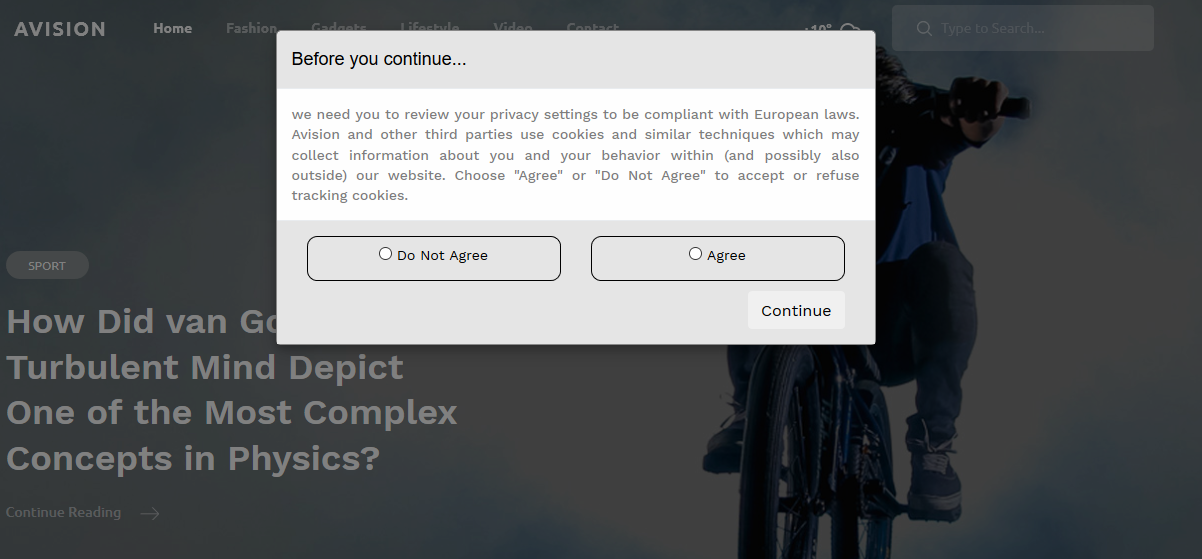 AVISION
Home Fashion Gadgets Lifestyle Video Contact
+10°
Type to Search...
Before you continue...
we need you to review your privacy settings to be compliant with European laws.
Avision and other third parties use cookies and similar techniques which may
collect information about you and your behavior within (and possibly also
outside) our website. Choose "Agree" or "Do Not Agree" to accept or refuse
tracking cookies.
Do Not Agree
Agree
Continue
SPORT
How Did van
Turbulent Mind Depict
One of the Most Complex
Concepts in Physics?
Continue Reading